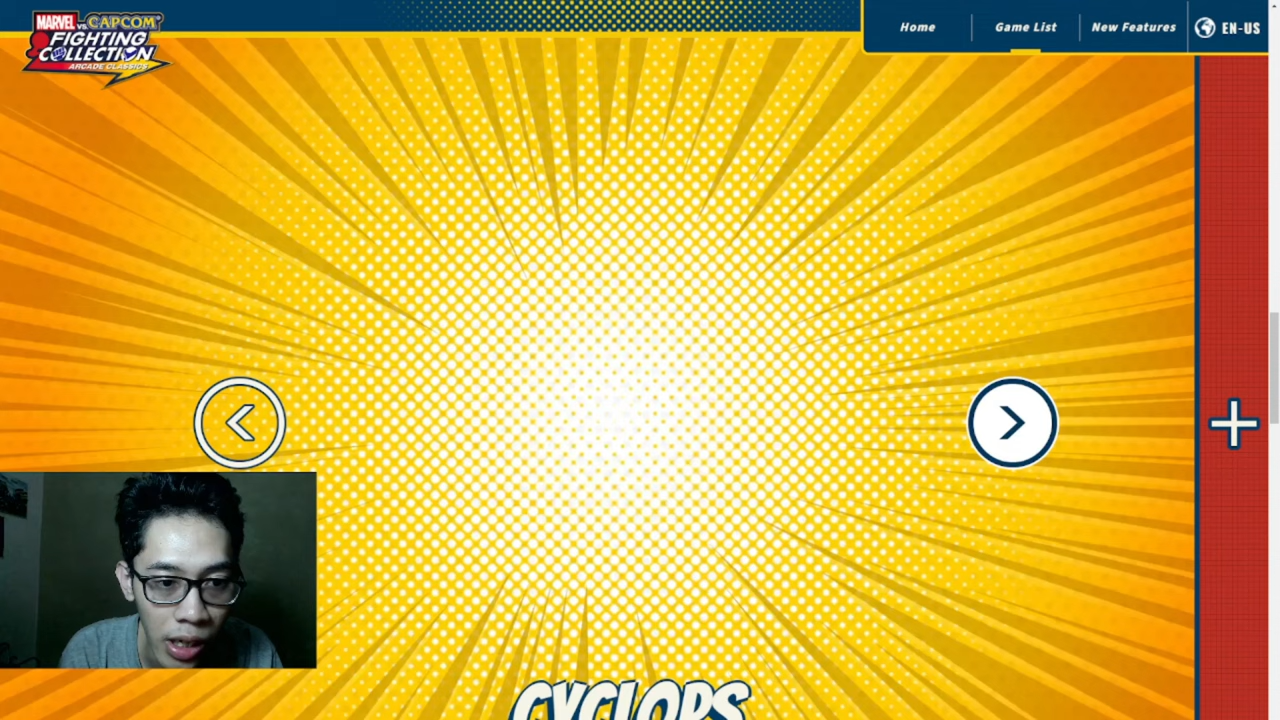 MARVEL VS. CAPCOM
FIGHTING
COLLECTION
ARCADE CLASSICS
Home
Game List
New Features
EN-US
CYCLOPS